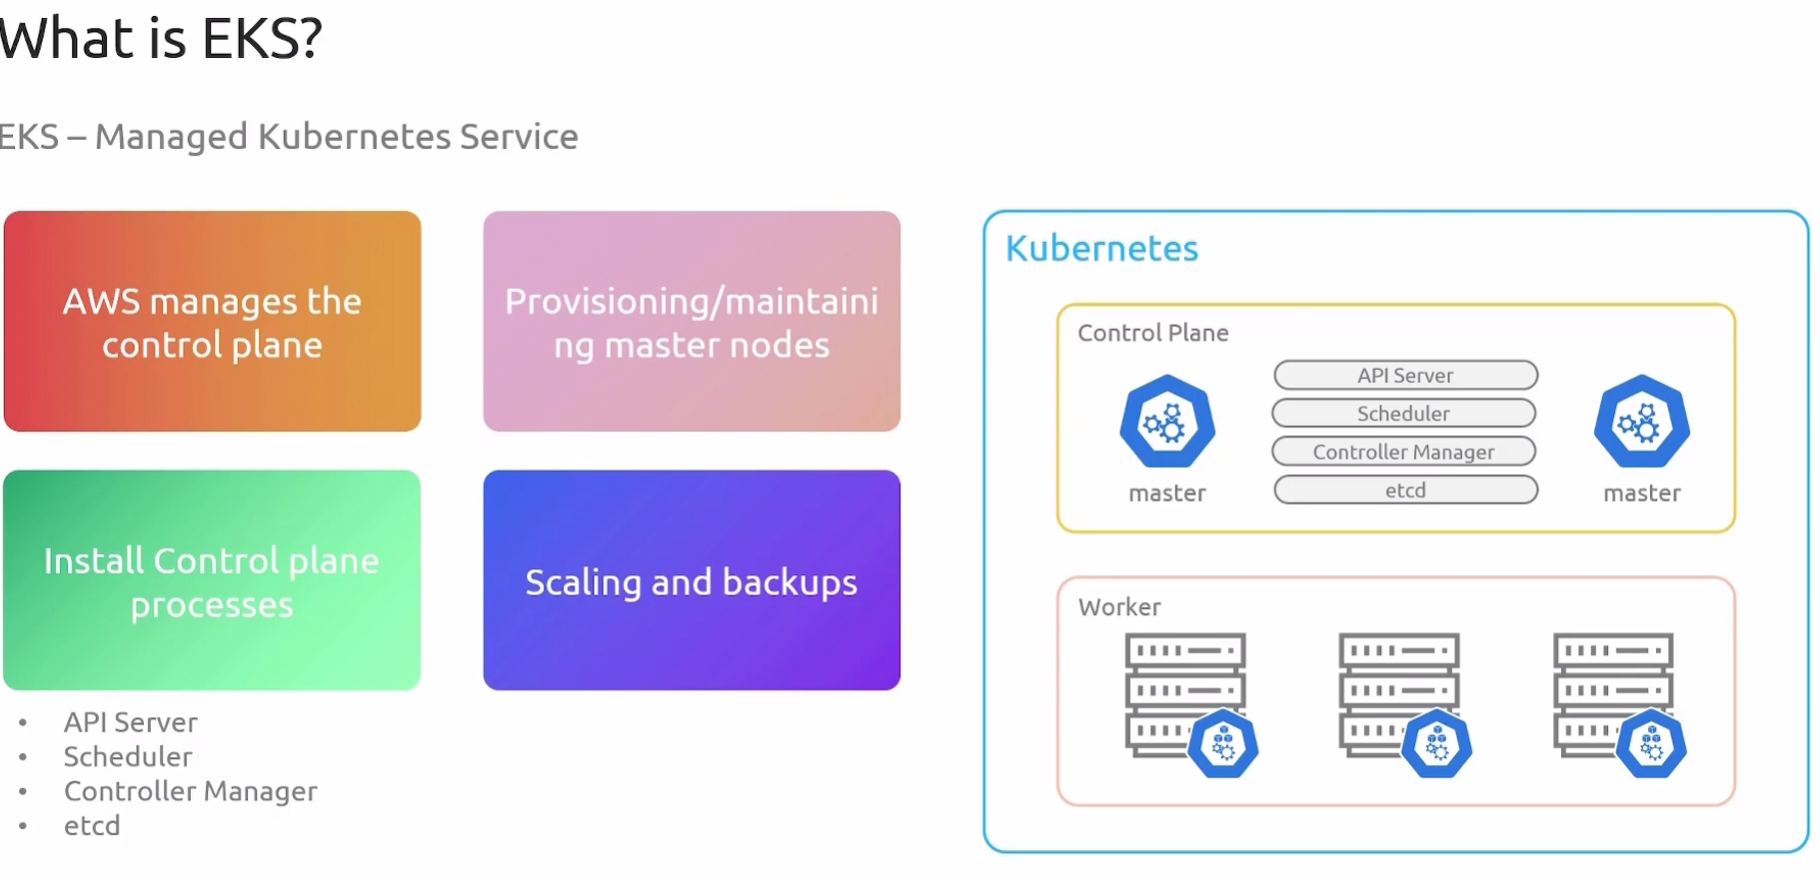 What is EKS?
EKS – Managed Kubernetes Service
AWS manages the
control plane
Provisioning/maintaini
ng master nodes
Install Control plane
processes
Scaling and backups
• API Server
• Scheduler
• Controller Manager
• etcd
Kubernetes
Control Plane
API Server
Scheduler
Controller Manager
etcd
master
master
Worker